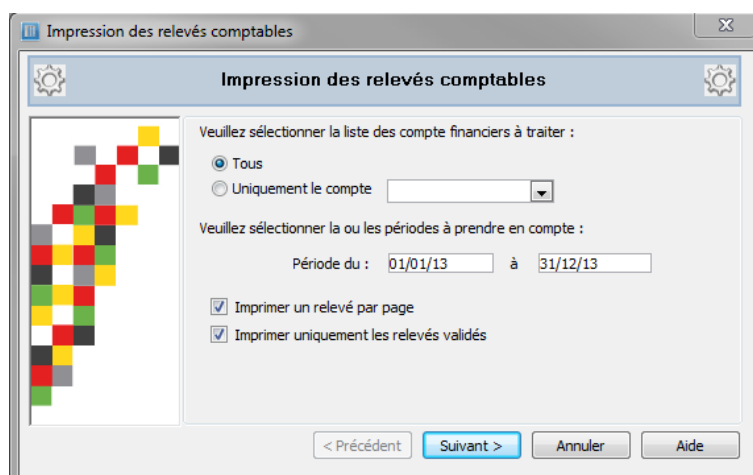 Impression des relevés comptables
Impression des relevés comptables
Veuillez sélectionner la liste des compte financiers à traiter :
Tous
Uniquement le compte
Veuillez sélectionner la ou les périodes à prendre en compte :
Période du : 01/01/13 à 31/12/13
Imprimer un relevé par page
Imprimer uniquement les relevés validés
< Précédent Suivant > Annuler Aide